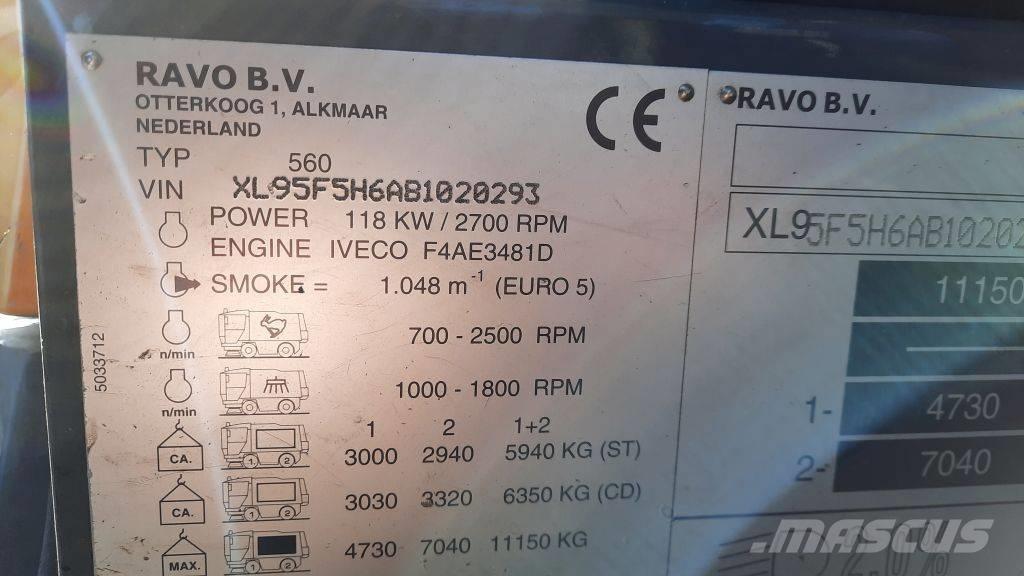 RAVO B.V.
OTTERKOOG 1, ALKMAAR
NEDERLAND
CE
TYP 560
VIN XL95F5H6AB1020293
POWER 118 KW / 2700 RPM
ENGINE IVECO F4AE3481D
SMOKE = 1.048 m-1 (EURO 5)
n/min 700 - 2500 RPM
n/min 1000 - 1800 RPM
1 2 1+2
CA. 1 2 3000 2940 5940 KG (ST)
CA. 3030 3320 6350 KG (CD)
MAX. 4730 7040 11150 KG
5033712
RAVO B.V.
XL95F5H6AB10202
11150
1- 4730
2- 7040
MASCUS